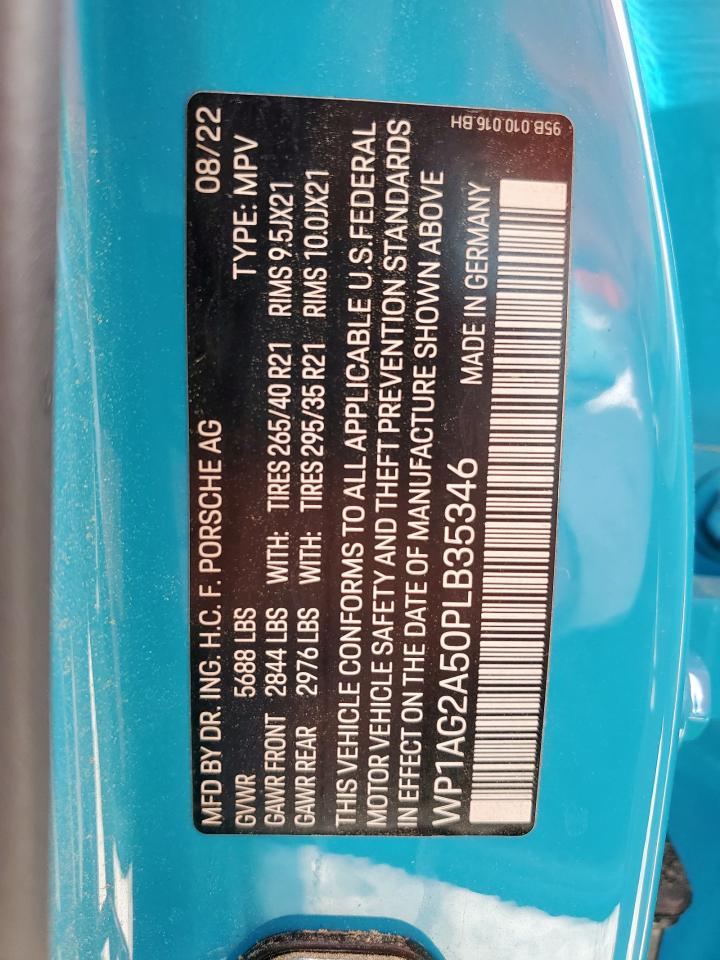 MFD BY DR. ING. H.C. F. PORSCHE AG 08/22
GVWR 5688 LBS TYPE: MPV
GAWR FRONT 2844 LBS WITH: TIRES 265/40 R21 RIMS 9.5JX21
GAWR REAR 2976 LBS WITH: TIRES 295/35 R21 RIMS 10.0JX21
THIS VEHICLE CONFORMS TO ALL APPLICABLE U.S. FEDERAL
MOTOR VEHICLE SAFETY AND THEFT PREVENTION STANDARDS
IN EFFECT ON THE DATE OF MANUFACTURE SHOWN ABOVE
WP1AG2A50PLB35346 MADE IN GERMANY
95B.010.016.BH